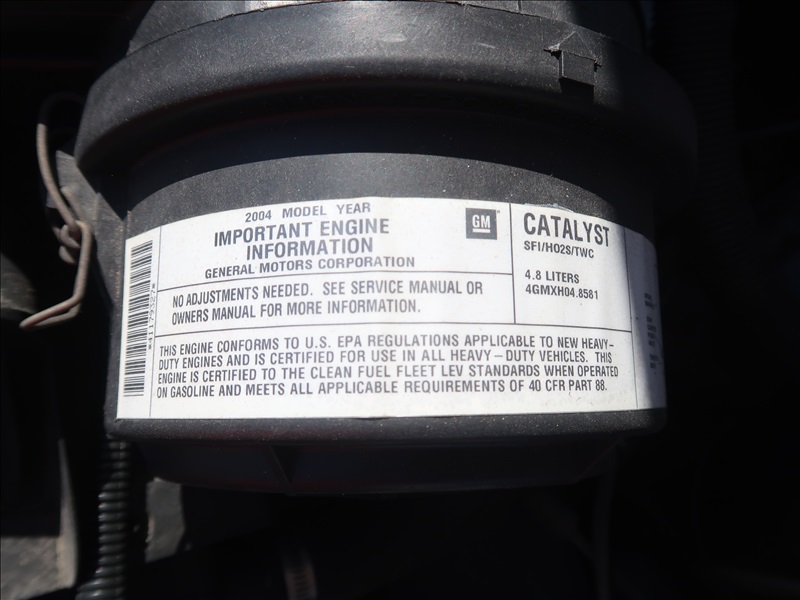 2004 MODEL YEAR
IMPORTANT ENGINE
INFORMATION
GENERAL MOTORS CORPORATION
GM
CATALYST
SFI/HO2S/TWC
4.8 LITERS
4GMXH04.8581
NO ADJUSTMENTS NEEDED. SEE SERVICE MANUAL OR
OWNERS MANUAL FOR MORE INFORMATION.
THIS ENGINE CONFORMS TO U.S. EPA REGULATIONS APPLICABLE TO NEW HEAVY-
DUTY ENGINES AND IS CERTIFIED FOR USE IN ALL HEAVY-DUTY VEHICLES. THIS
ENGINE IS CERTIFIED TO THE CLEAN FUEL FLEET LEV STANDARDS WHEN OPERATED
ON GASOLINE AND MEETS ALL APPLICABLE REQUIREMENTS OF 40 CFR PART 88.